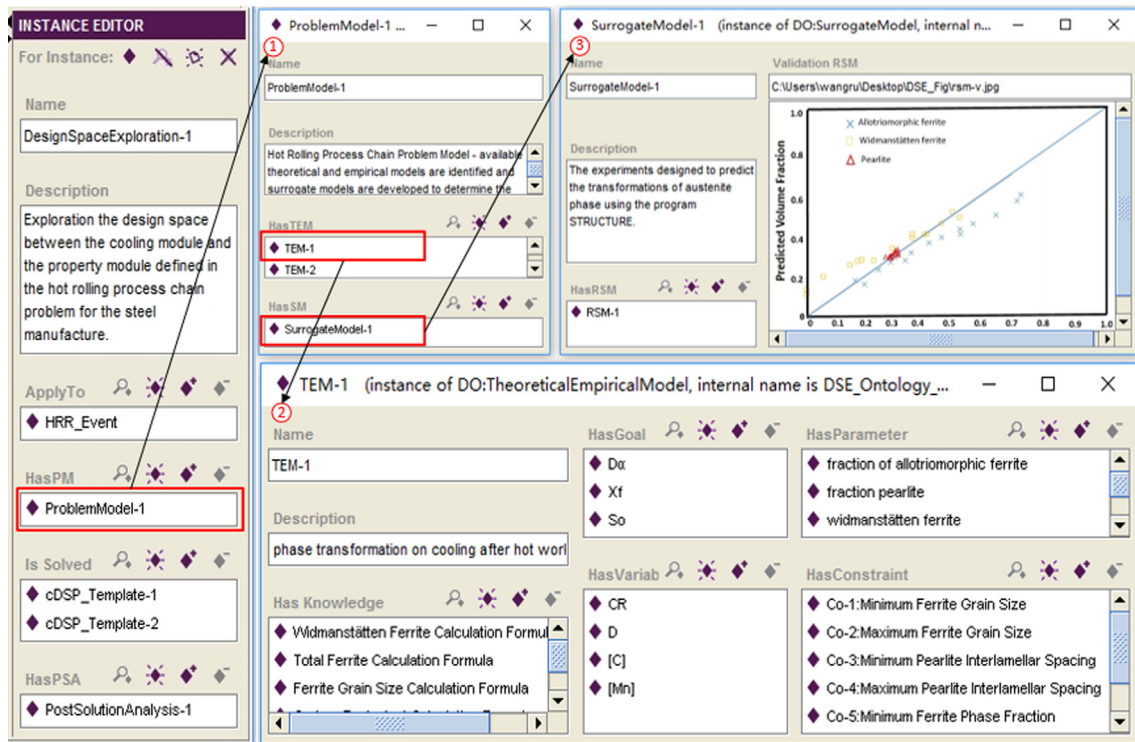 INSTANCE EDITOR
For Instance:
Name
DesignSpaceExploration-1
Description
Exploration the design space
between the cooling module and
the property module defined in
the hot rolling process chain
problem for the steel
manufacture.
ApplyTo
HRR_Event
HasPM
ProblemModel-1
Is Solved
cDSP_Template-1
cDSP_Template-2
HasPSA
PostSolutionAnalysis-1
ProblemModel-1 ...
1
Name
ProblemModel-1
Description
Hot Rolling Process Chain Problem Model - available
theoretical and empirical models are identified and
surrogate models are developed to determine the
HasTEM
TEM-1
TEM-2
HasSM
SurrogateModel-1
SurrogateModel-1 (instance of DO:SurrogateModel, internal n...
3
Name
SurrogateModel-1
Description
The experiments designed to predict
the transformations of austenite
phase using the program
STRUCTURE.
HasRSM
RSM-1
Validation RSM
C:\Users\wangru\Desktop\DSE_Fig\rsm-v.jpg
Allotriomorphic ferrite
Widmanstätten ferrite
Pearlite
Predicted Volume Fraction
1.0
0.8
0.6
0.4
0.2
0
0 0.1 0.2 0.3 0.4 0.5 0.6 0.7 0.8 0.9 1.0
TEM-1 (instance of DO:TheoreticalEmpiricalModel, internal name is DSE_Ontology_...
2
Name
TEM-1
Description
phase transformation on cooling after hot worl
Has Knowledge
Widmanstätten Ferrite Calculation Formul
Total Ferrite Calculation Formula
Ferrite Grain Size Calculation Formula
HasGoal
Dα
Xf
So
HasVariab
CR
D
[C]
[Mn]
HasParameter
fraction of allotriomorphic ferrite
fraction pearlite
widmanstätten ferrite
HasConstraint
Co-1:Minimum Ferrite Grain Size
Co-2:Maximum Ferrite Grain Size
Co-3:Minimum Pearlite Interlamellar Spacing
Co-4:Maximum Pearlite Interlamellar Spacing
Co-5:Minimum Ferrite Phase Fraction